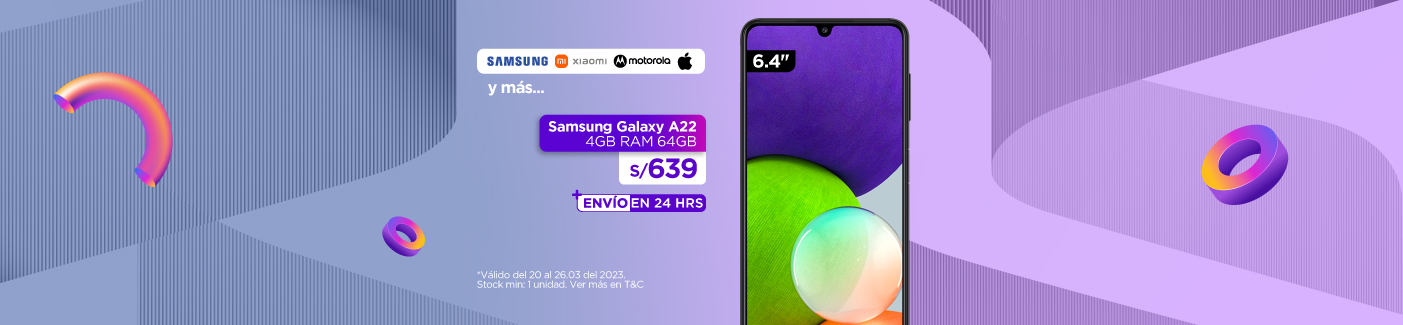 SAMSUNG mi xiaomi motorola
y más...
6.4"
Samsung Galaxy A22
4GB RAM 64GB
S/639
+ENVÍO EN 24 HRS
*Válido del 20 al 26.03 del 2023.
Stock min: 1 unidad. Ver más en T&C